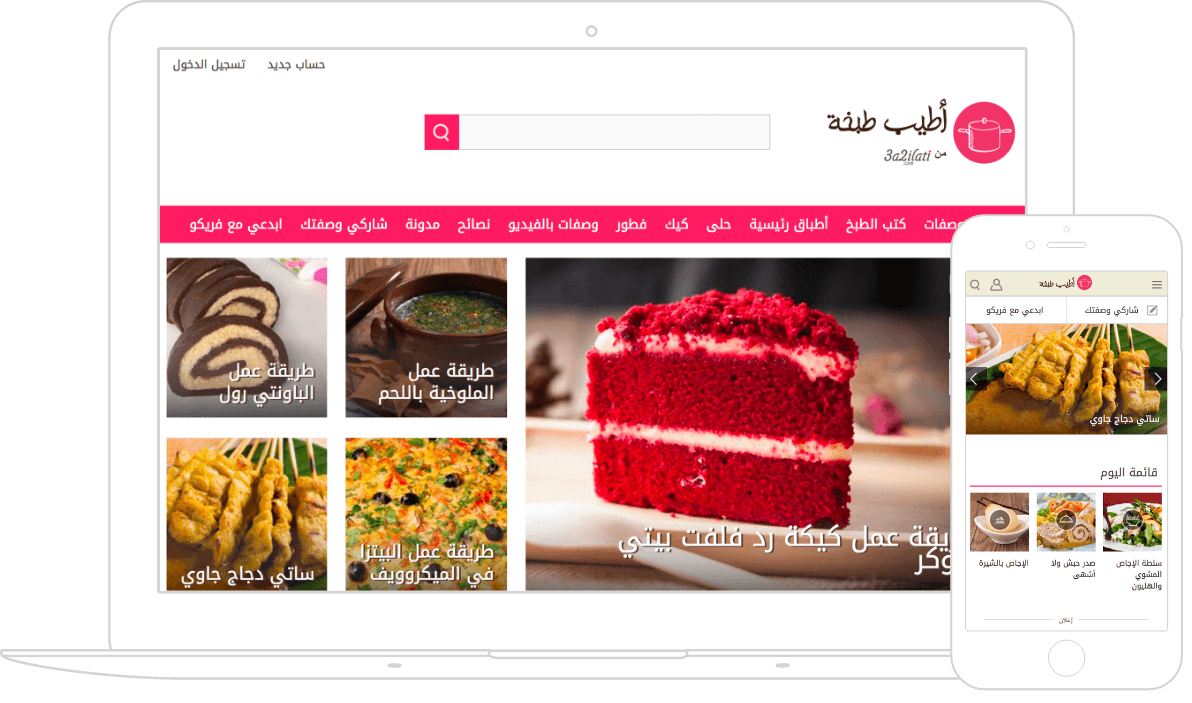 حساب جديد
تسجيل الدخول
أطيب طبخة
من 3a2ilati
.com
وصفات
كتب الطبخ
أطباق رئيسية
حلى
كيك
فطور
وصفات بالفيديو
نصائح
مدونة
شاركي وصفتك
ابدعي مع فريكو
يقة عمل كيكة رد فلفت بيتي
وكر
طريقة عمل
الملوخية باللحم
طريقة عمل
الباونتي رول
طريقة عمل البيتزا
في الميكروويف
ساتي دجاج جاوي
أطيب طبخة
شاركي وصفتك
ابدعي مع فريكو
ساتي دجاج جاوي
قائمة اليوم
سلطة الإجاص
المشوي
والهليون
صدر حبش ولا
أشهى
الإجاص بالشيرة
إعلان